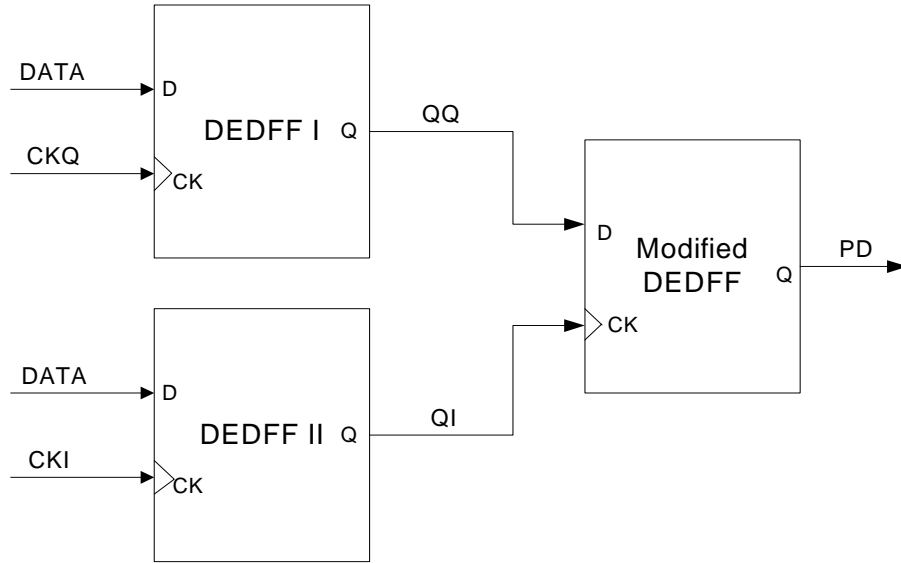 DATA
D
DEDFF I
Q
QQ
CKQ
CK
D
Modified
DEDFF
Q
PD
CK
DATA
D
DEDFF II
Q
QI
CKI
CK